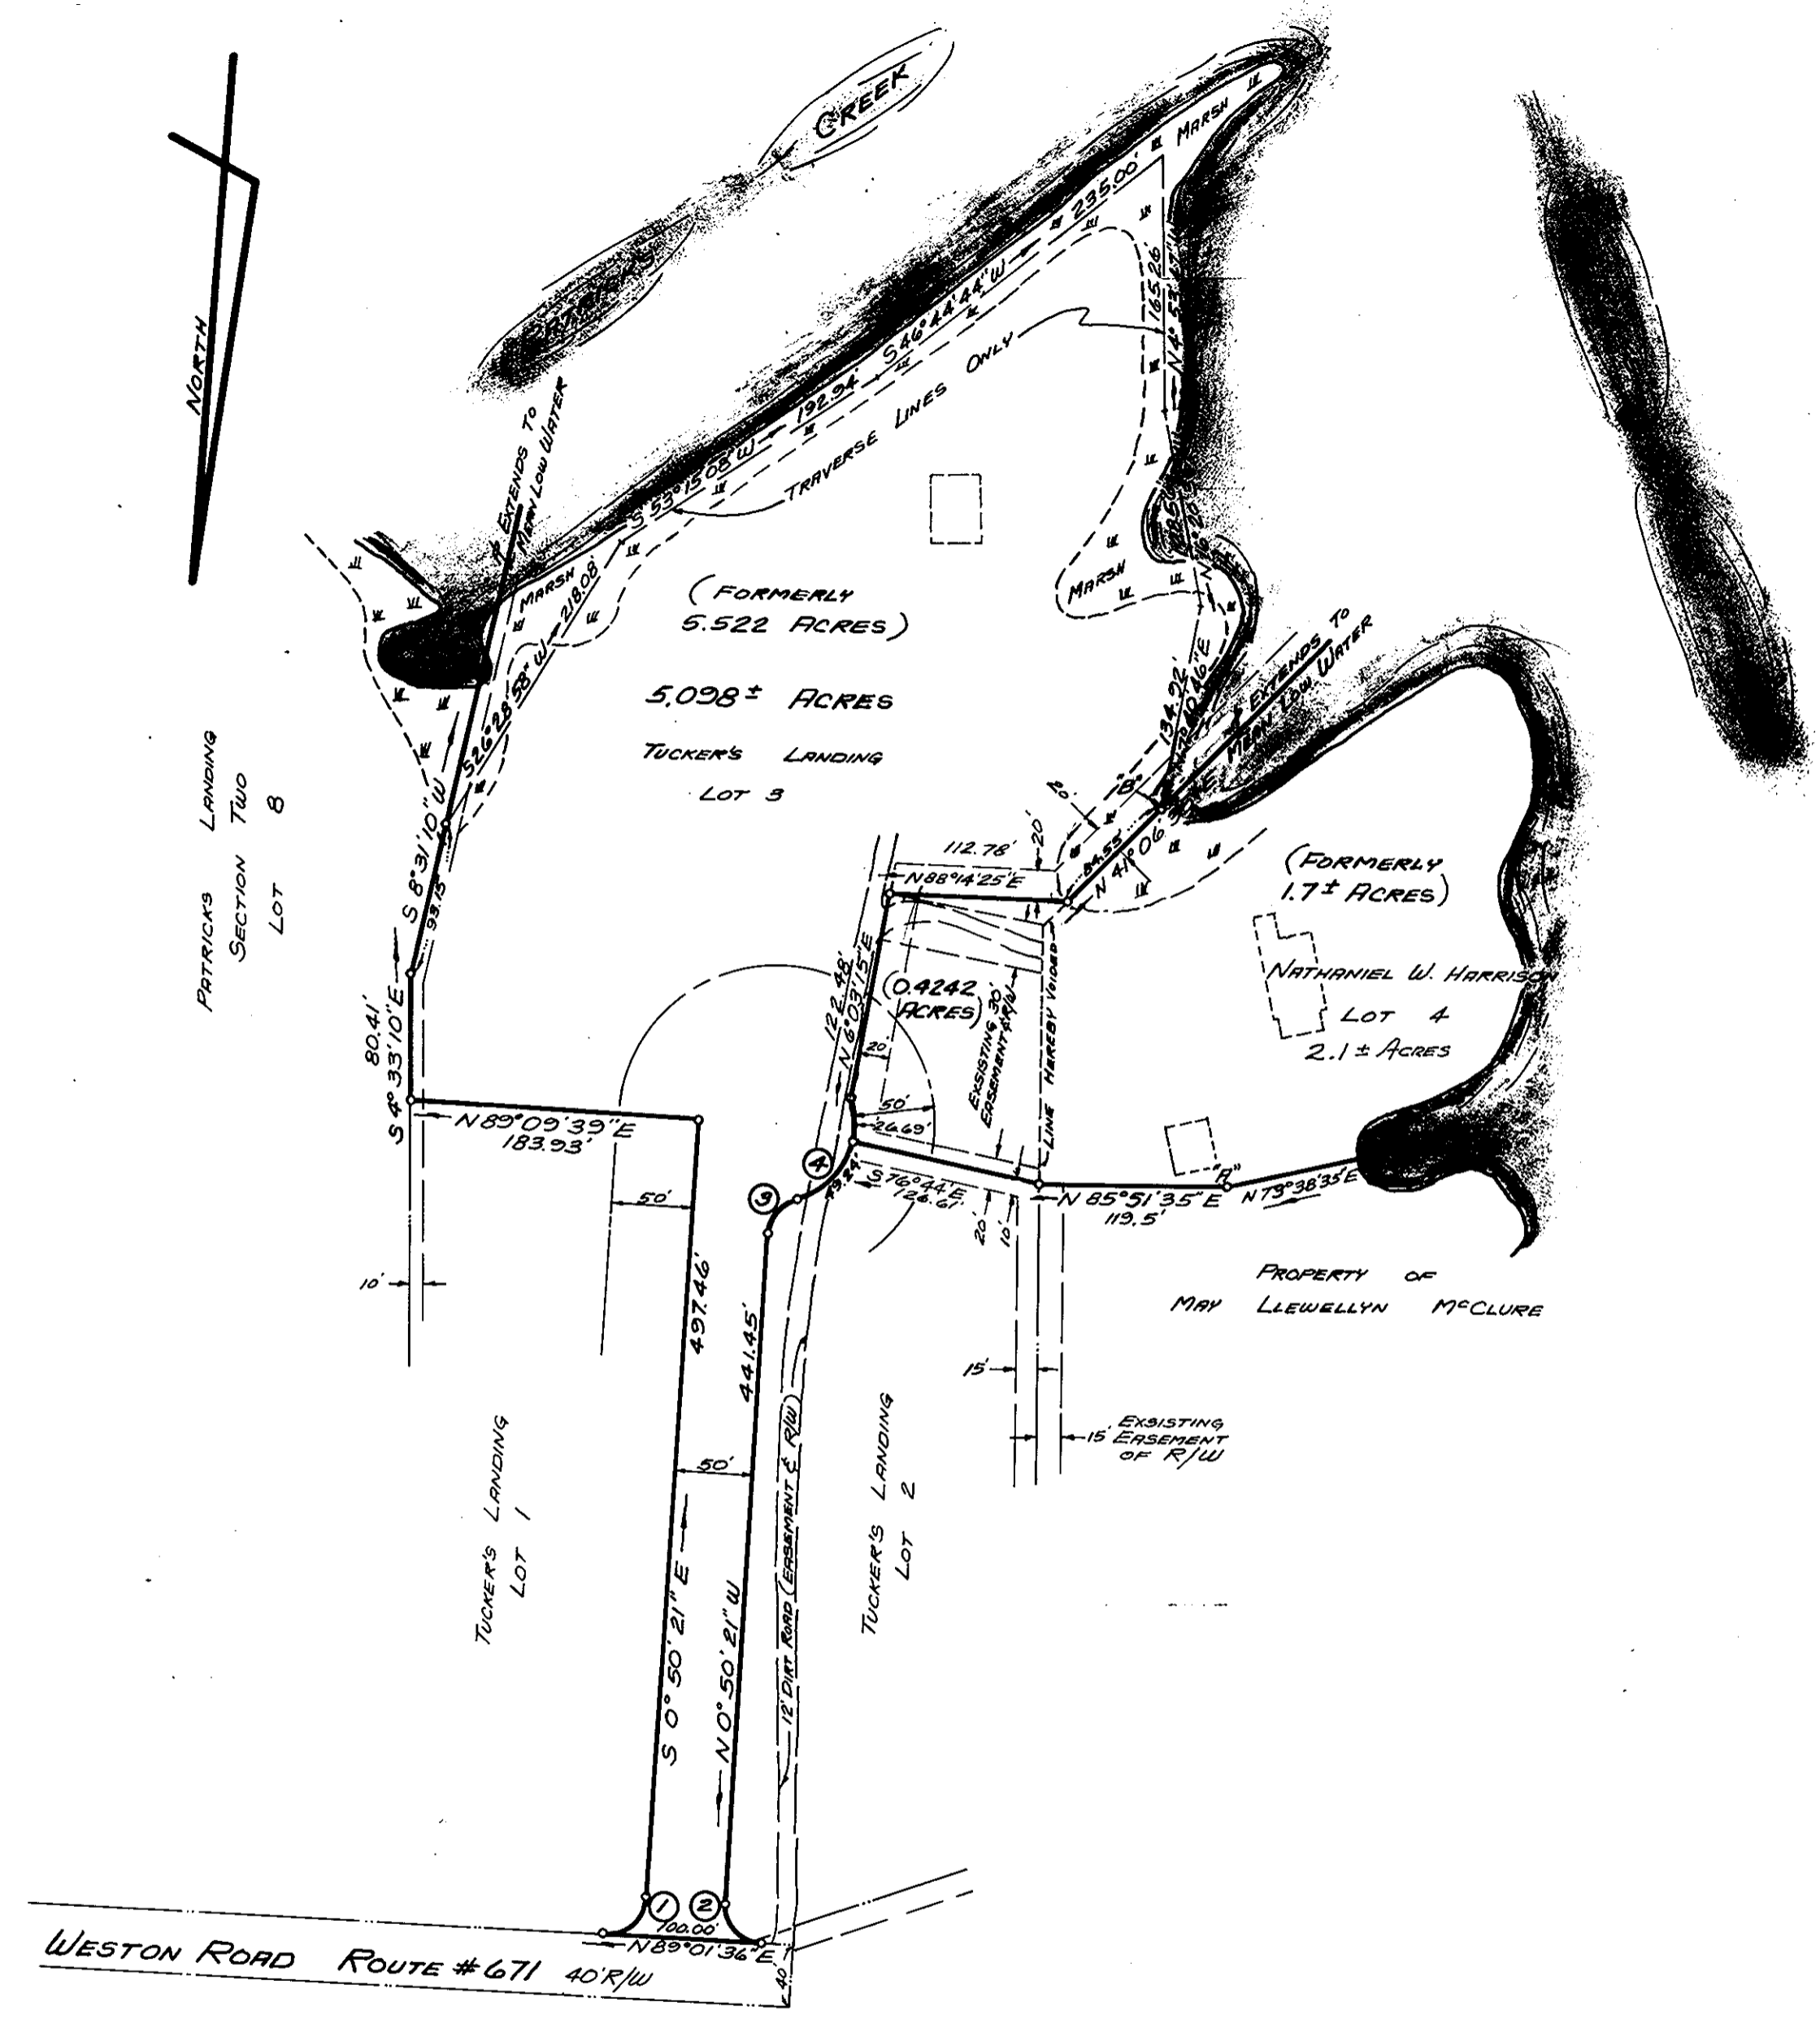 CREEK
NORTH
MARSH
235.00'
S 46°44'44" W
165.26'
192.94'
S 53°15'08" W
TRAVERSE LINES ONLY
EXTENDS TO
MEAN LOW WATER
MARSH
218.08'
S 26°28'58" W
MARSH
(FORMERLY
5.522 ACRES)
5.098± ACRES
TUCKER'S LANDING
LOT 3
134.92'
EXTENDS TO
MEAN LOW WATER
"B"
20'
84.55'
N 41°06'
S 8°31'10" W
93.15'
PATRICKS LANDING
SECTION TWO
LOT 8
112.78'
20'
N 88°14'25" E
(FORMERLY
1.7± ACRES)
NATHANIEL W. HARRISON
LOT 4
2.1± ACRES
122.48'
N 6°03'15" E
(0.4242
ACRES)
EXSISTING 30'
EASEMENT & R/W
LINE HEREBY VOIDED
20'
50'
26.69'
80.41'
S 4°33'10" E
N 89°09'39" E
183.93'
4
3
79.24'
S 76°44' E
126.61'
20'
10'
"A"
N 85°51'35" E
119.5'
N 73°38'35" E
PROPERTY OF
MAY LLEWELLYN McCLURE
50'
10'
497.46'
441.45'
15'
15' EXSISTING
EASEMENT
OF R/W
50'
TUCKER'S LANDING
LOT 1
S 0°50'21" E
N 0°50'21" W
12' DIRT ROAD (EASEMENT & R/W)
TUCKER'S LANDING
LOT 2
1
2
100.00'
N 89°01'36" E
40'
WESTON ROAD ROUTE #671 40' R/W